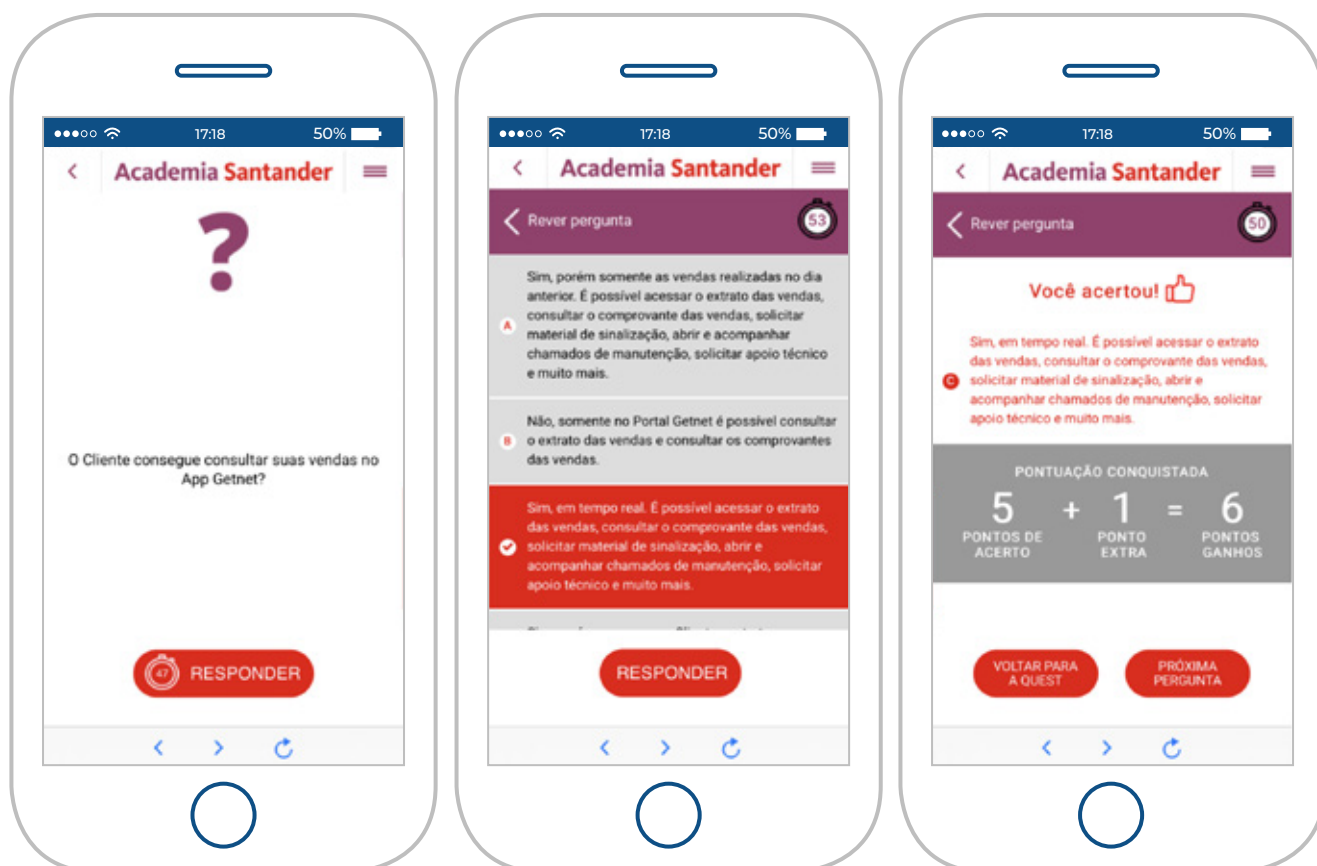 17:18 50%
Academia Santander
?
O Cliente consegue consultar suas vendas no
App Getnet?
47 RESPONDER
17:18 50%
Academia Santander
Rever pergunta 53
Sim, porém somente as vendas realizadas no dia
anterior. É possível acessar o extrato das vendas,
consultar o comprovante das vendas, solicitar
A material de sinalização, abrir e acompanhar
chamados de manutenção, solicitar apoio técnico
e muito mais.
Não, somente no Portal Getnet é possível consultar
B o extrato das vendas e consultar os comprovantes
das vendas.
Sim, em tempo real. É possível acessar o extrato
das vendas, consultar o comprovante das vendas,
solicitar material de sinalização, abrir e
acompanhar chamados de manutenção, solicitar
apoio técnico e muito mais.
RESPONDER
17:18 50%
Academia Santander
Rever pergunta 50
Você acertou!
Sim, em tempo real. É possível acessar o extrato
das vendas, consultar o comprovante das vendas,
C solicitar material de sinalização, abrir e
acompanhar chamados de manutenção, solicitar
apoio técnico e muito mais.
PONTUAÇÃO CONQUISTADA
5 + 1 = 6
PONTOS DE PONTO PONTOS
ACERTO EXTRA GANHOS
VOLTAR PARA PRÓXIMA
A QUEST PERGUNTA